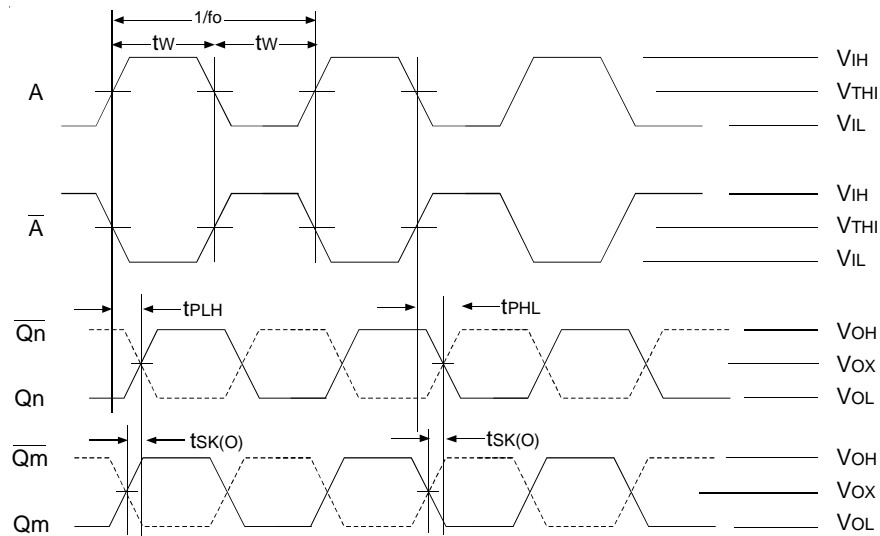 1/fo
tW tW
A
VIH
VTHI
VIL
A
VIH
VTHI
VIL
tPLH tPHL
Qn
VOH
VOX
Qn
VOL
tSK(O) tSK(O)
Qm
VOH
VOX
Qm
VOL